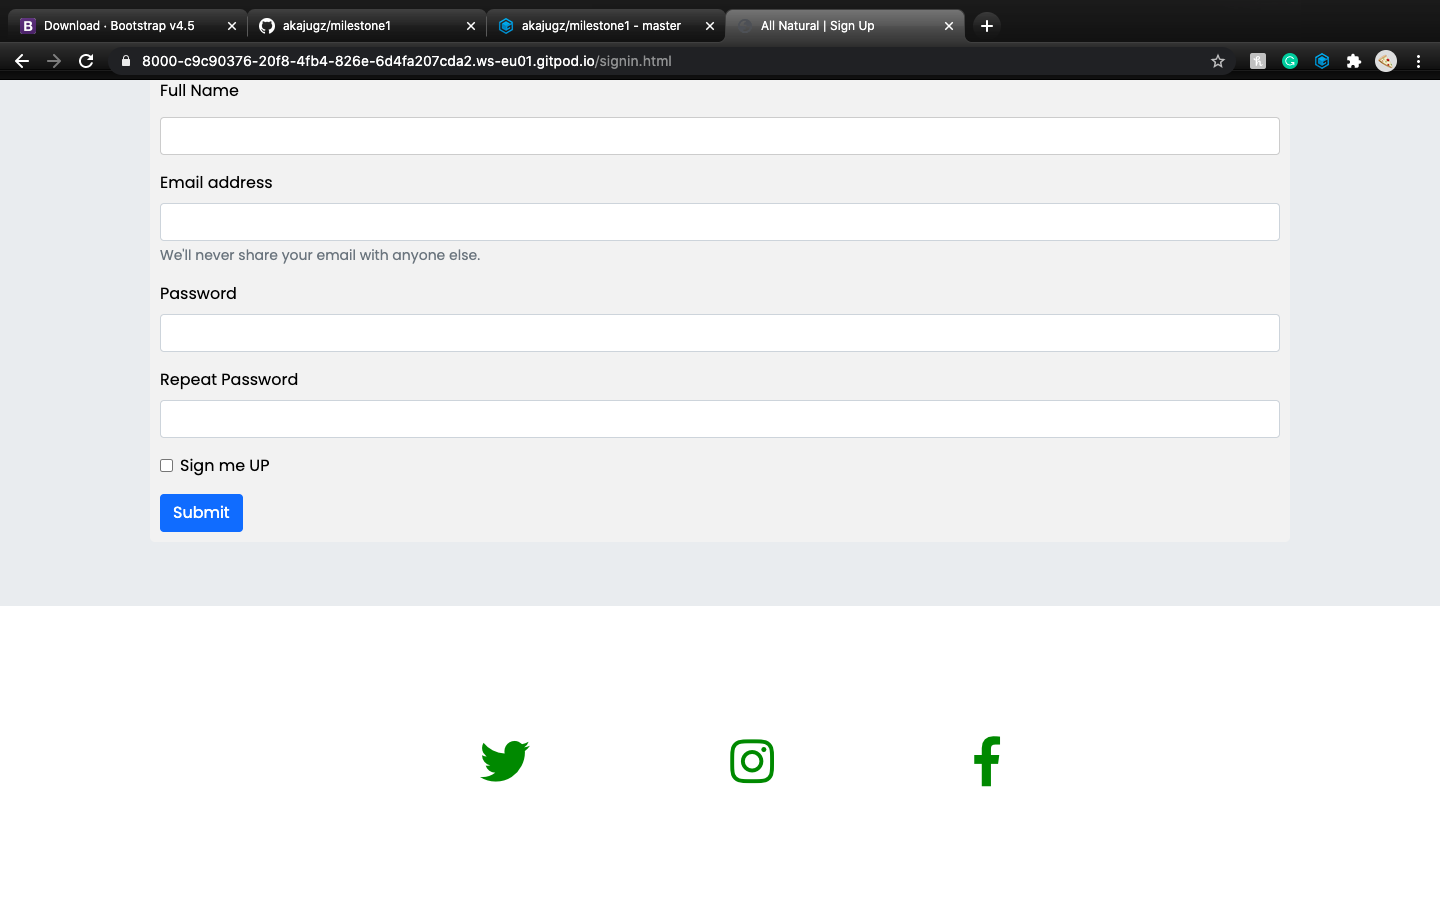 Download · Bootstrap v4.5
akajugz/milestone1
akajugz/milestone1 - master
All Natural | Sign Up
8000-c9c90376-20f8-4fb4-826e-6d4fa207cda2.ws-eu01.gitpod.io/signin.html
Full Name
Email address
We'll never share your email with anyone else.
Password
Repeat Password
Sign me UP
Submit